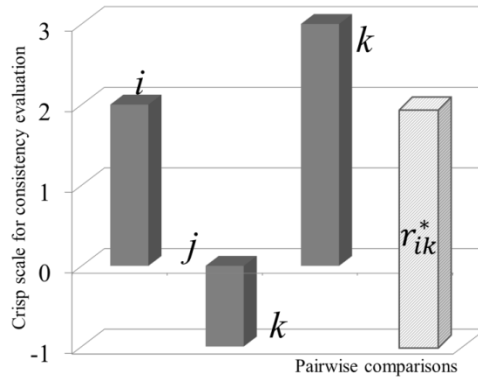 3
2
1
0
-1
Crisp scale for consistency evaluation
i
j
k
k
r*ik
Pairwise comparisons